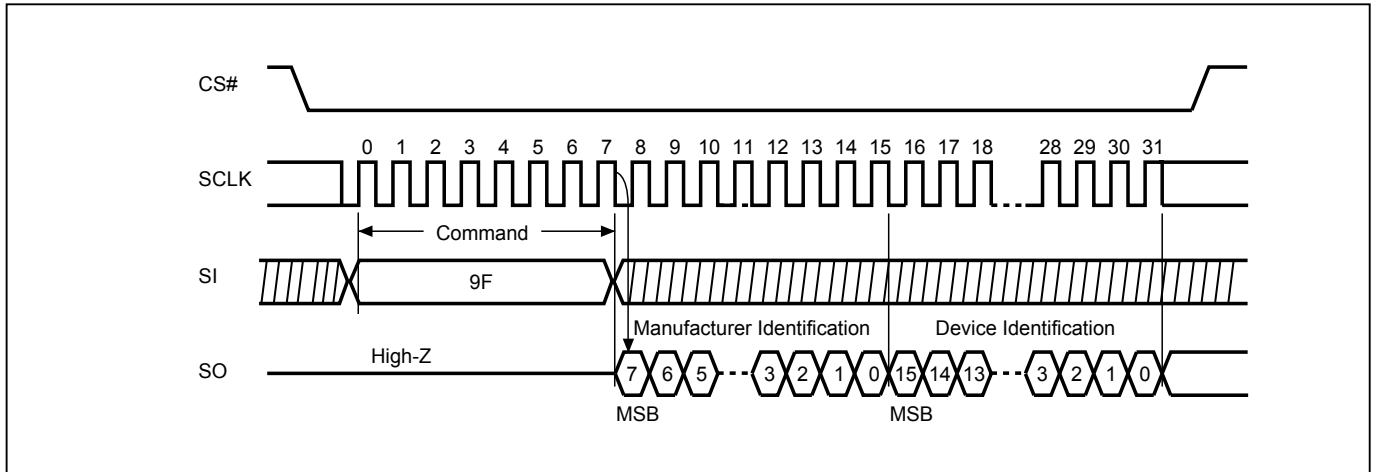 CS#
0 1 2 3 4 5 6 7 8 9 10 11 12 13 14 15 16 17 18 28 29 30 31
SCLK
Command
SI
9F
Manufacturer Identification Device Identification
High-Z
SO
7 6 5 3 2 1 0 15 14 13 3 2 1 0
MSB MSB